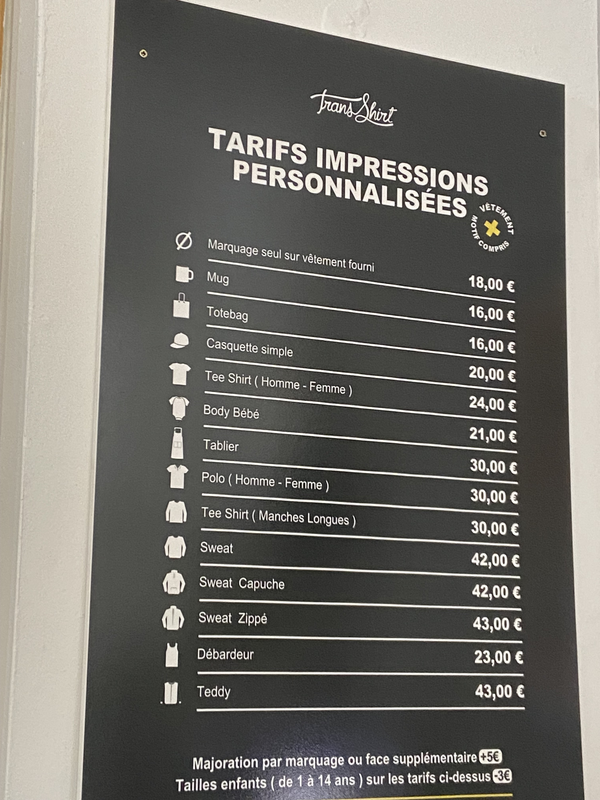 Trans Shirt
TARIFS IMPRESSIONS
PERSONNALISÉES
VÊTEMENT
MOTIF
COMPRIS
Marquage seul sur vêtement fourni 18,00 €
Mug 16,00 €
Totebag 16,00 €
Casquette simple 20,00 €
Tee Shirt ( Homme - Femme ) 24,00 €
Body Bébé 21,00 €
Tablier 30,00 €
Polo ( Homme - Femme ) 30,00 €
Tee Shirt ( Manches Longues ) 30,00 €
Sweat 42,00 €
Sweat Capuche 42,00 €
Sweat Zippé 43,00 €
Débardeur 23,00 €
Teddy 43,00 €
Majoration par marquage ou face supplémentaire +5€
Tailles enfants ( de 1 à 14 ans ) sur les tarifs ci-dessus -3€